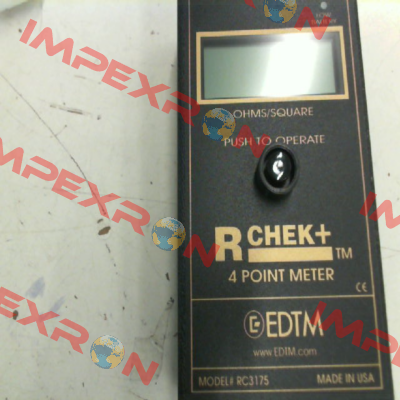 OHMS/SQUARE
PUSH TO OPERATE
R CHEK+ TM
4 POINT METER
CE
EDTM
www.EDTM.com
MODEL# RC3175 MADE IN USA
IMPEXRON
IMPEXRON
IMPEXRON